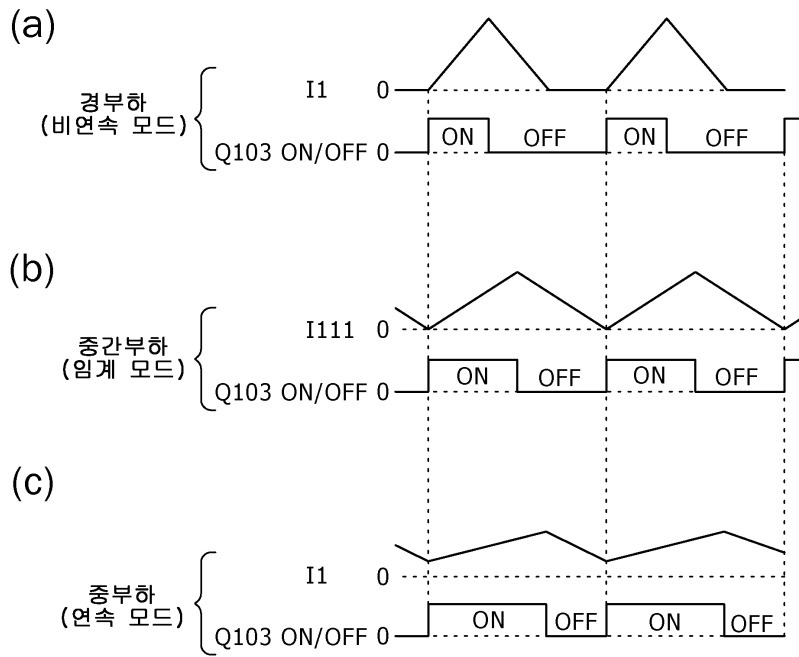 (a)
I1 0
경부하
(비연속 모드)
ON OFF ON OFF
Q103 ON/OFF 0
(b)
I111 0
중간부하
(임계 모드)
ON OFF ON OFF
Q103 ON/OFF 0
(c)
I1 0
중부하
(연속 모드)
ON OFF ON OFF
Q103 ON/OFF 0